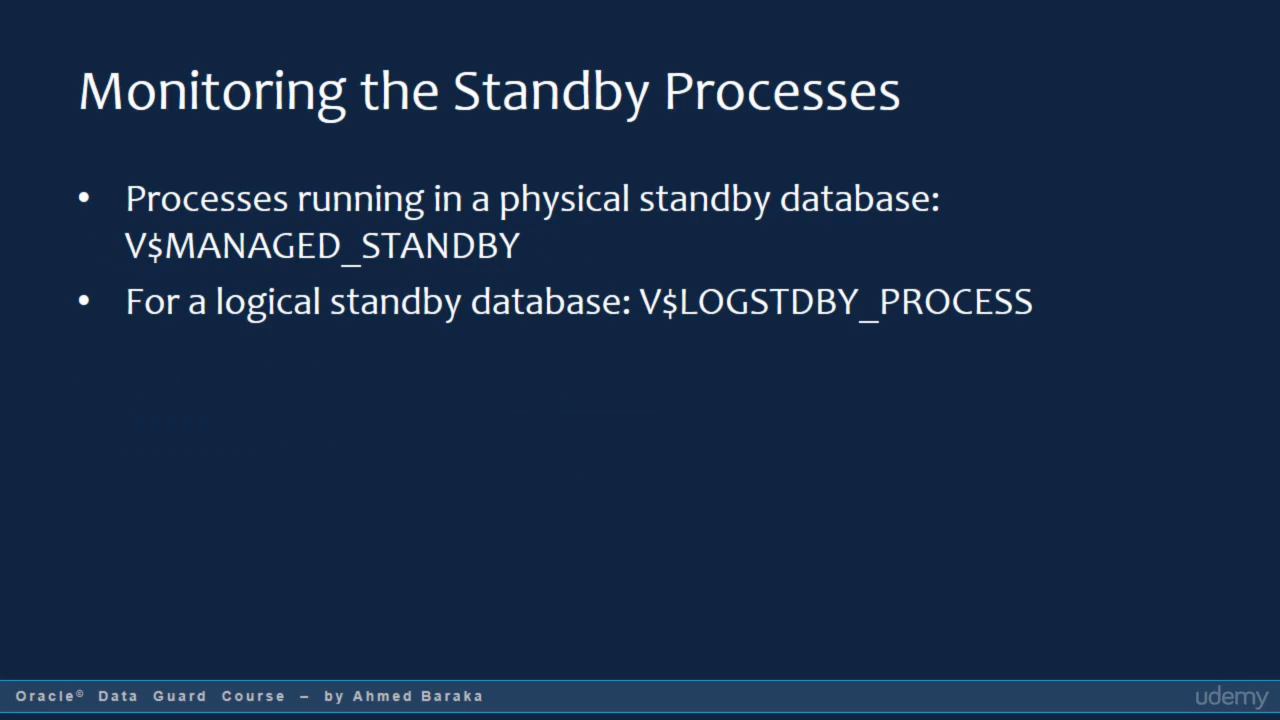 Monitoring the Standby Processes
• Processes running in a physical standby database:
V$MANAGED_STANDBY
• For a logical standby database: V$LOGSTDBY_PROCESS
Oracle© Data Guard Course – by Ahmed Baraka
udemy